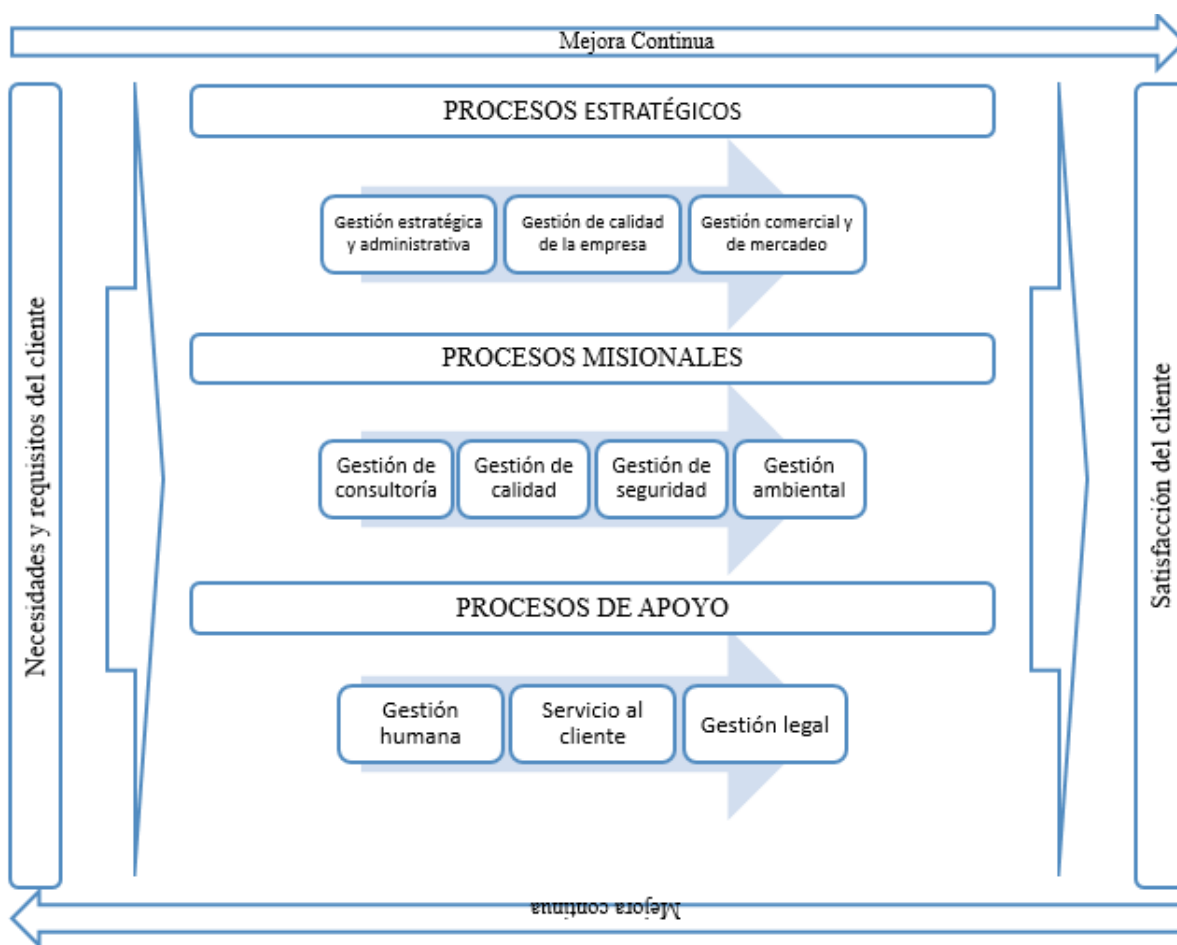 Mejora Continua
Necesidades y requisitos del cliente
PROCESOS ESTRATÉGICOS
Gestión estratégica
y administrativa
Gestión de calidad
de la empresa
Gestión comercial y
de mercadeo
PROCESOS MISIONALES
Gestión de
consultoría
Gestión de
calidad
Gestión de
seguridad
Gestión
ambiental
PROCESOS DE APOYO
Gestión
humana
Servicio al
cliente
Gestión legal
Satisfacción del cliente
Mejora continua